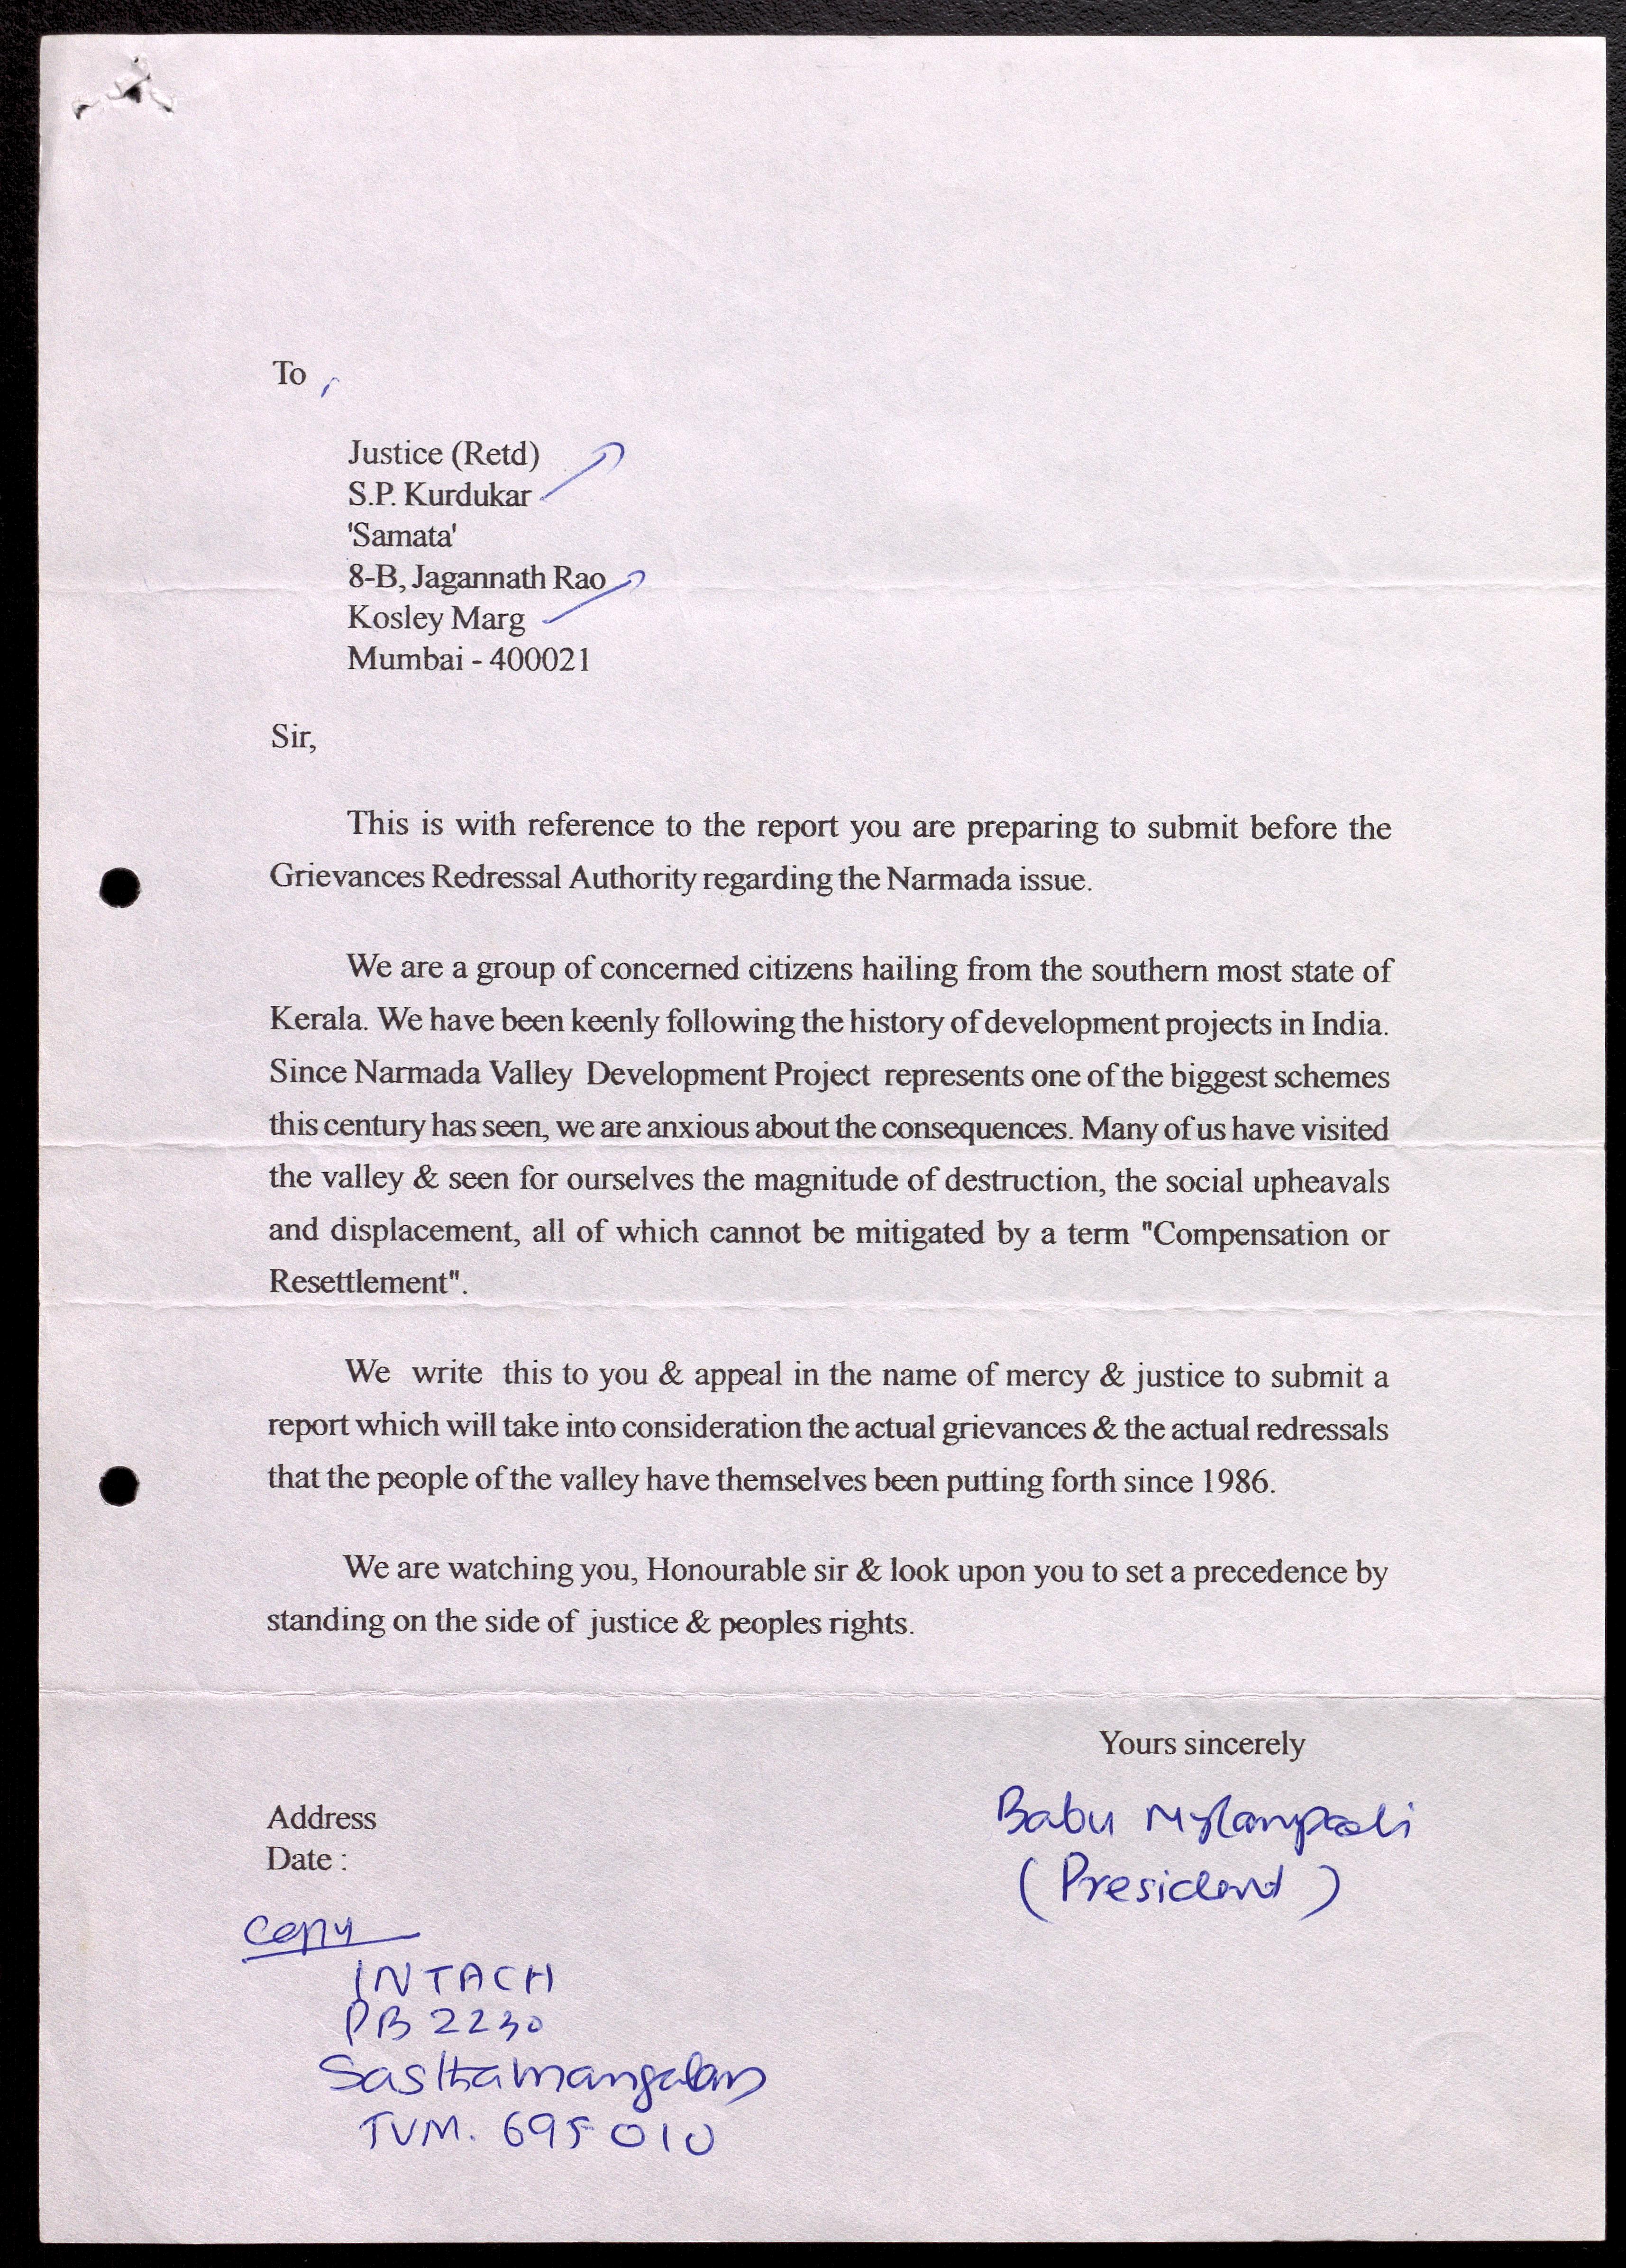 To
Justice (Retd)
S.P. Kurdukar
'Samata'
8-B, Jagannath Rao
Kosley Marg
Mumbai - 400021
Sir,
This is with reference to the report you are preparing to submit before the
Grievances Redressal Authority regarding the Narmada issue.
We are a group of concerned citizens hailing from the southern most state of
Kerala. We have been keenly following the history of development projects in India.
Since Narmada Valley Development Project represents one of the biggest schemes
this century has seen, we are anxious about the consequences. Many of us have visited
the valley & seen for ourselves the magnitude of destruction, the social upheavals
and displacement, all of which cannot be mitigated by a term "Compensation or
Resettlement".
We write this to you & appeal in the name of mercy & justice to submit a
report which will take into consideration the actual grievances & the actual redressals
that the people of the valley have themselves been putting forth since 1986.
We are watching you, Honourable sir & look upon you to set a precedence by
standing on the side of justice & peoples rights.
Yours sincerely
Babu
(President)
Address
Date :
Copy
INTACH
PB 2230
Sasthamangalam
TVM. 695 010